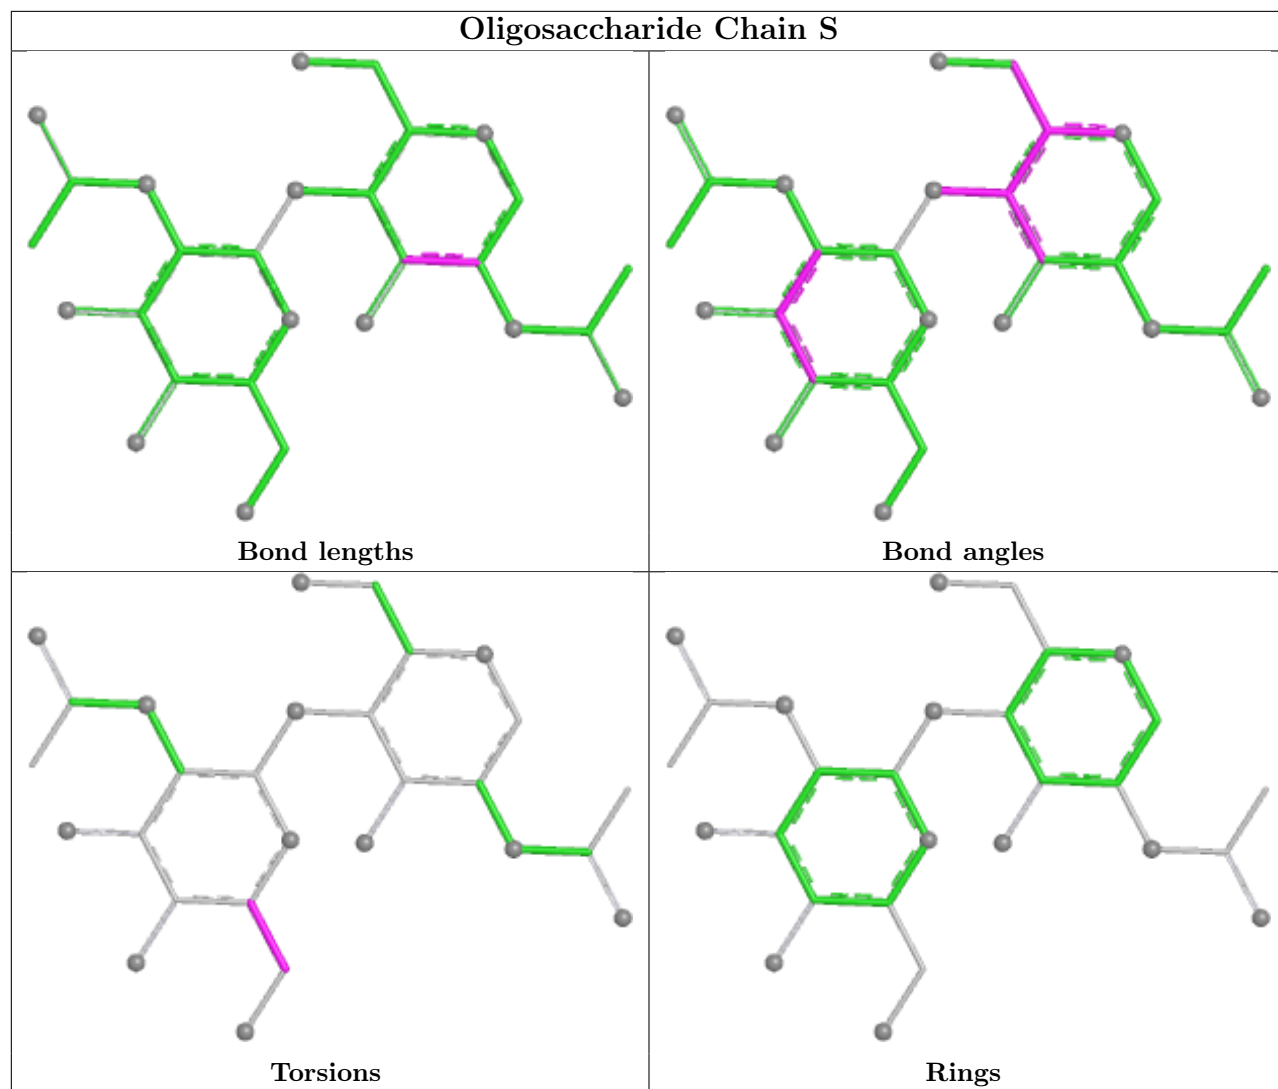 Oligosaccharide Chain S
Bond lengths
Bond angles
Torsions
Rings